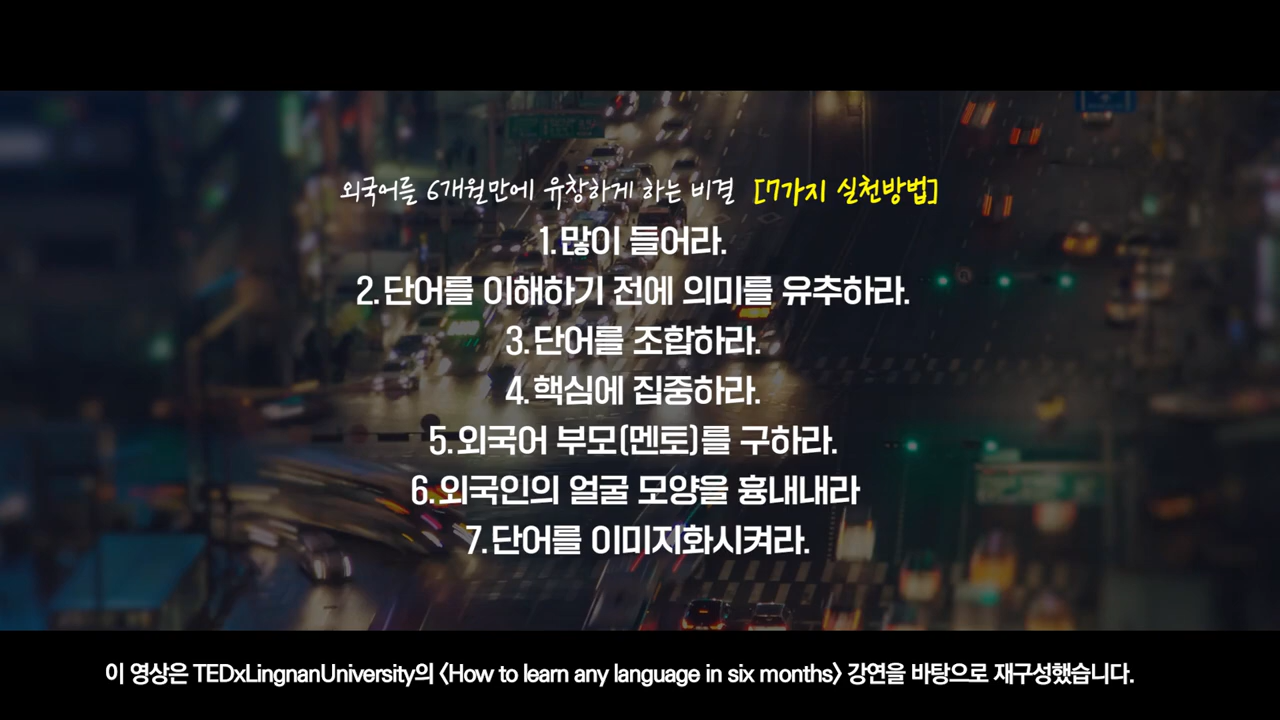 외국어를 6개월만에 유창하게 하는 비결 [7가지 실천방법]
1.많이 들어라.
2.단어를 이해하기 전에 의미를 유추하라.
3.단어를 조합하라.
4.핵심에 집중하라.
5.외국어 부모(멘토)를 구하라.
6.외국인의 얼굴 모양을 흉내내라
7.단어를 이미지화시켜라.
이 영상은 TEDxLingnanUniversity의 <How to learn any language in six months> 강연을 바탕으로 재구성했습니다.